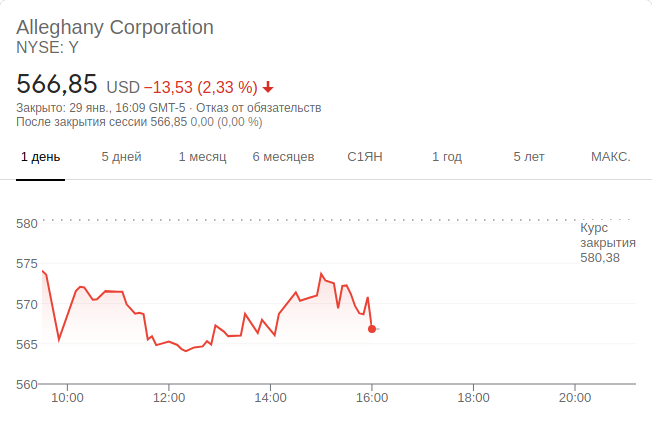 Alleghany Corporation
NYSE: Y
566,85 USD −13,53 (2,33 %)
Закрыто: 29 янв., 16:09 GMT-5 · Отказ от обязательств
После закрытия сессии 566,85 0,00 (0,00 %)
1 день 5 дней 1 месяц 6 месяцев С1ЯН 1 год 5 лет МАКС.
580
Курс
закрытия
580,38
575
570
565
560
10:00 12:00 14:00 16:00 18:00 20:00